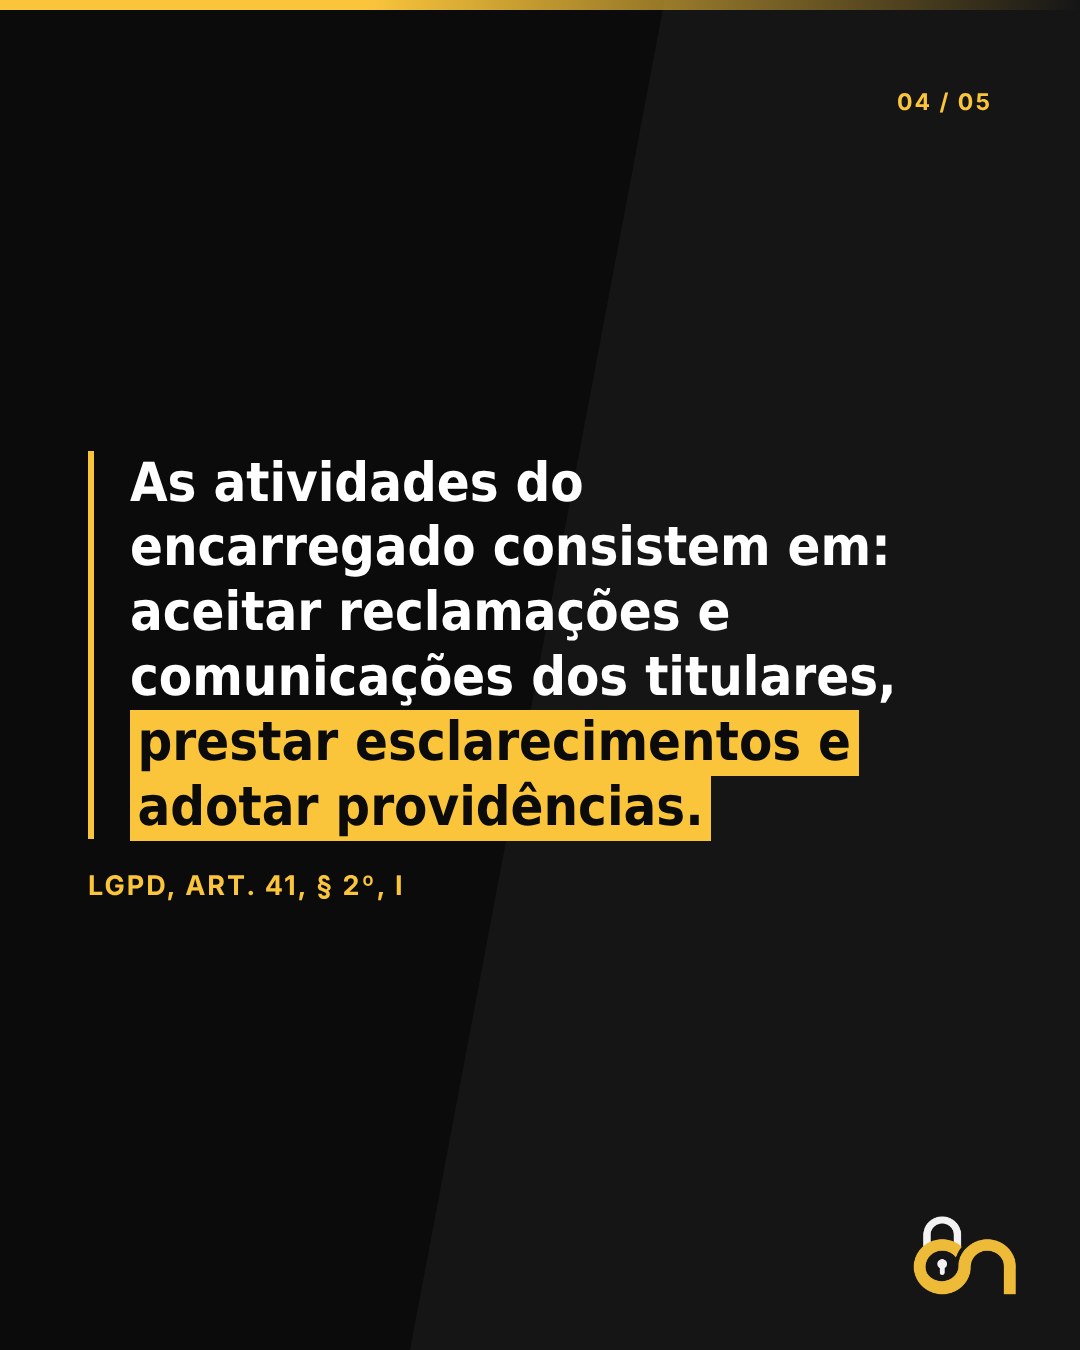 04 / 05
As atividades do
encarregado consistem em:
aceitar reclamações e
comunicações dos titulares,
prestar esclarecimentos e
adotar providências.
LGPD, ART. 41, § 2º, I
on